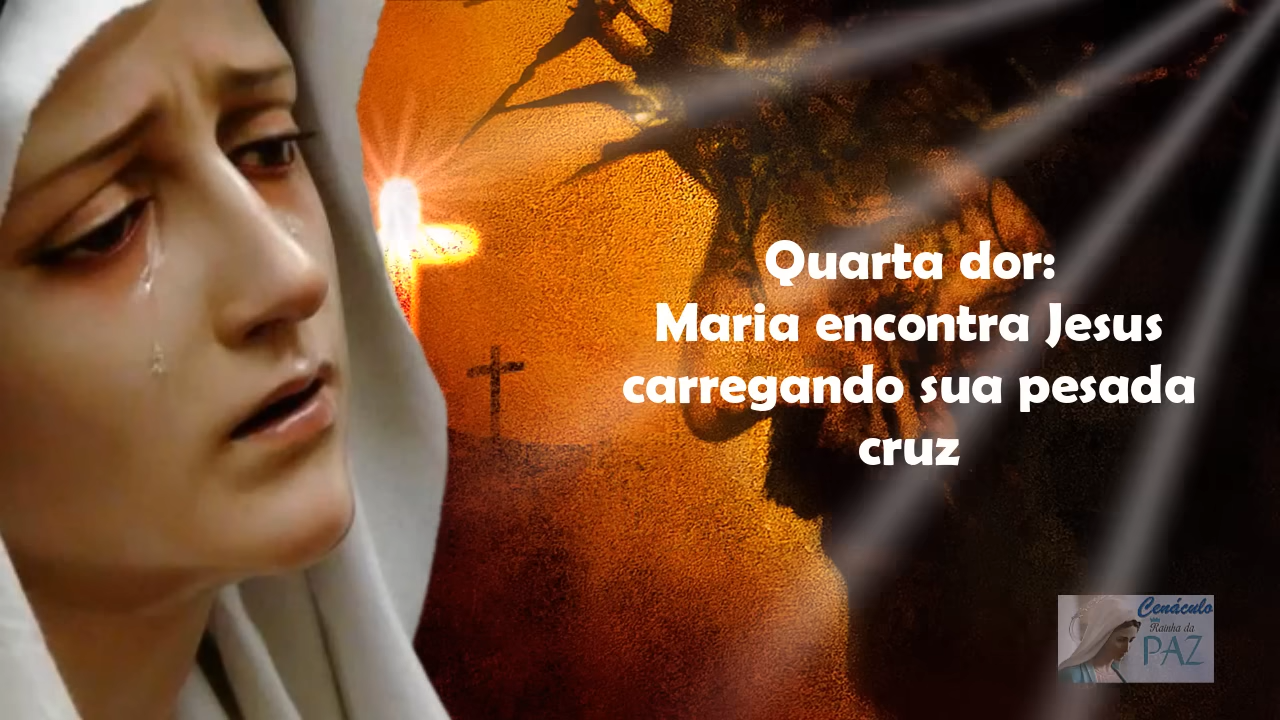 Quarta dor:
Maria encontra Jesus
carregando sua pesada
cruz
Cenáculo
Rainha da
PAZ